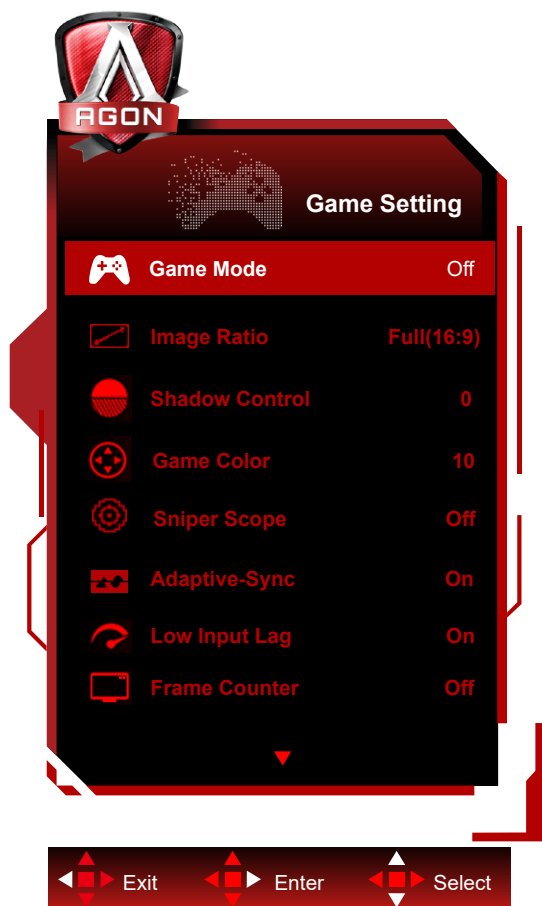 AGON
Game Setting
Game Mode Off
Image Ratio Full(16:9)
Shadow Control 0
Game Color 10
Sniper Scope Off
Adaptive-Sync On
Low Input Lag On
Frame Counter Off
Exit Enter Select